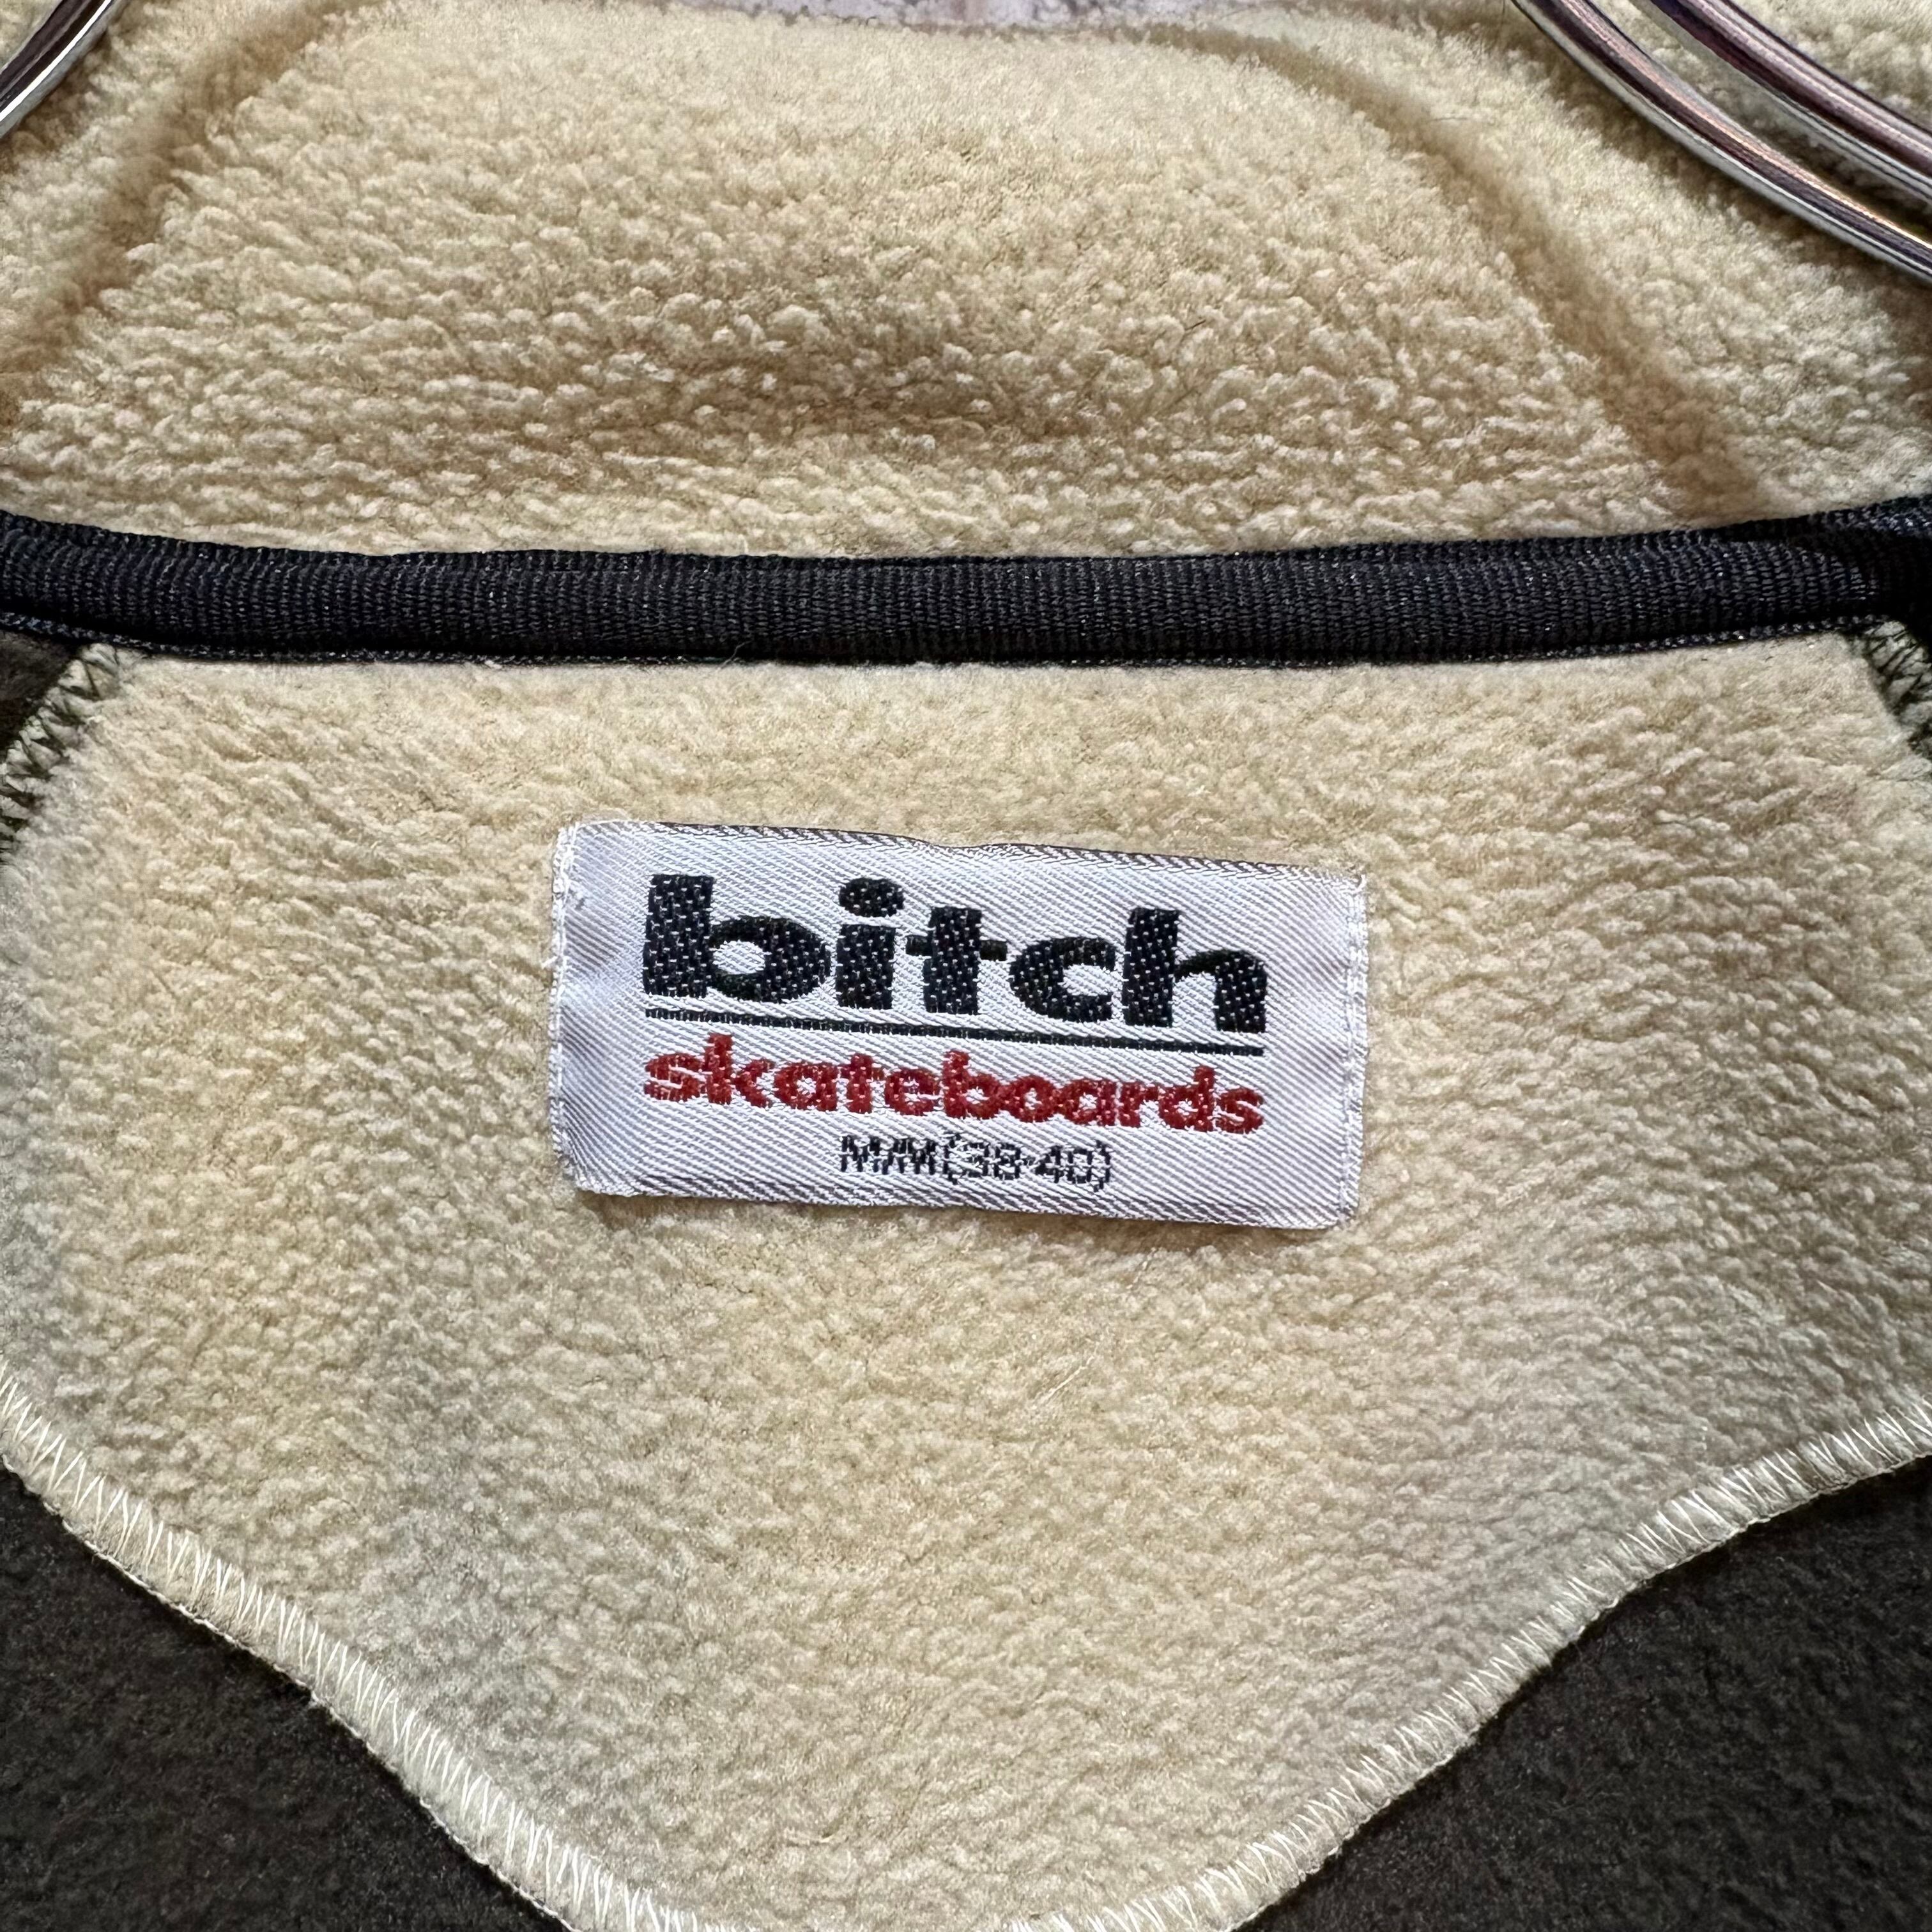 bitch
skateboards
M/M(38-40)